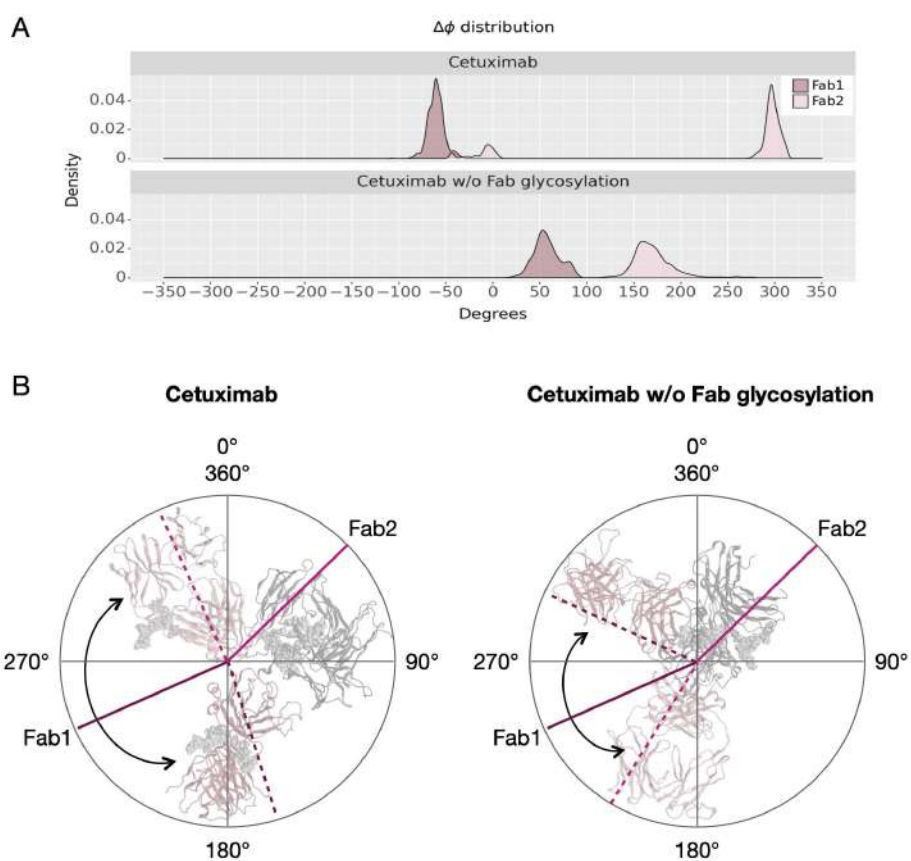 A
Δϕ distribution
Cetuximab
Fab1
Fab2
0.04
0.02
0
Density
Cetuximab w/o Fab glycosylation
0.04
0.02
0
−350 −300 −250 −200 −150 −100 −50 0 50 100 150 200 250 300 350
Degrees
B
Cetuximab
Cetuximab w/o Fab glycosylation
0°
360°
Fab2
270°
90°
Fab1
180°
0°
360°
Fab2
270°
90°
Fab1
180°